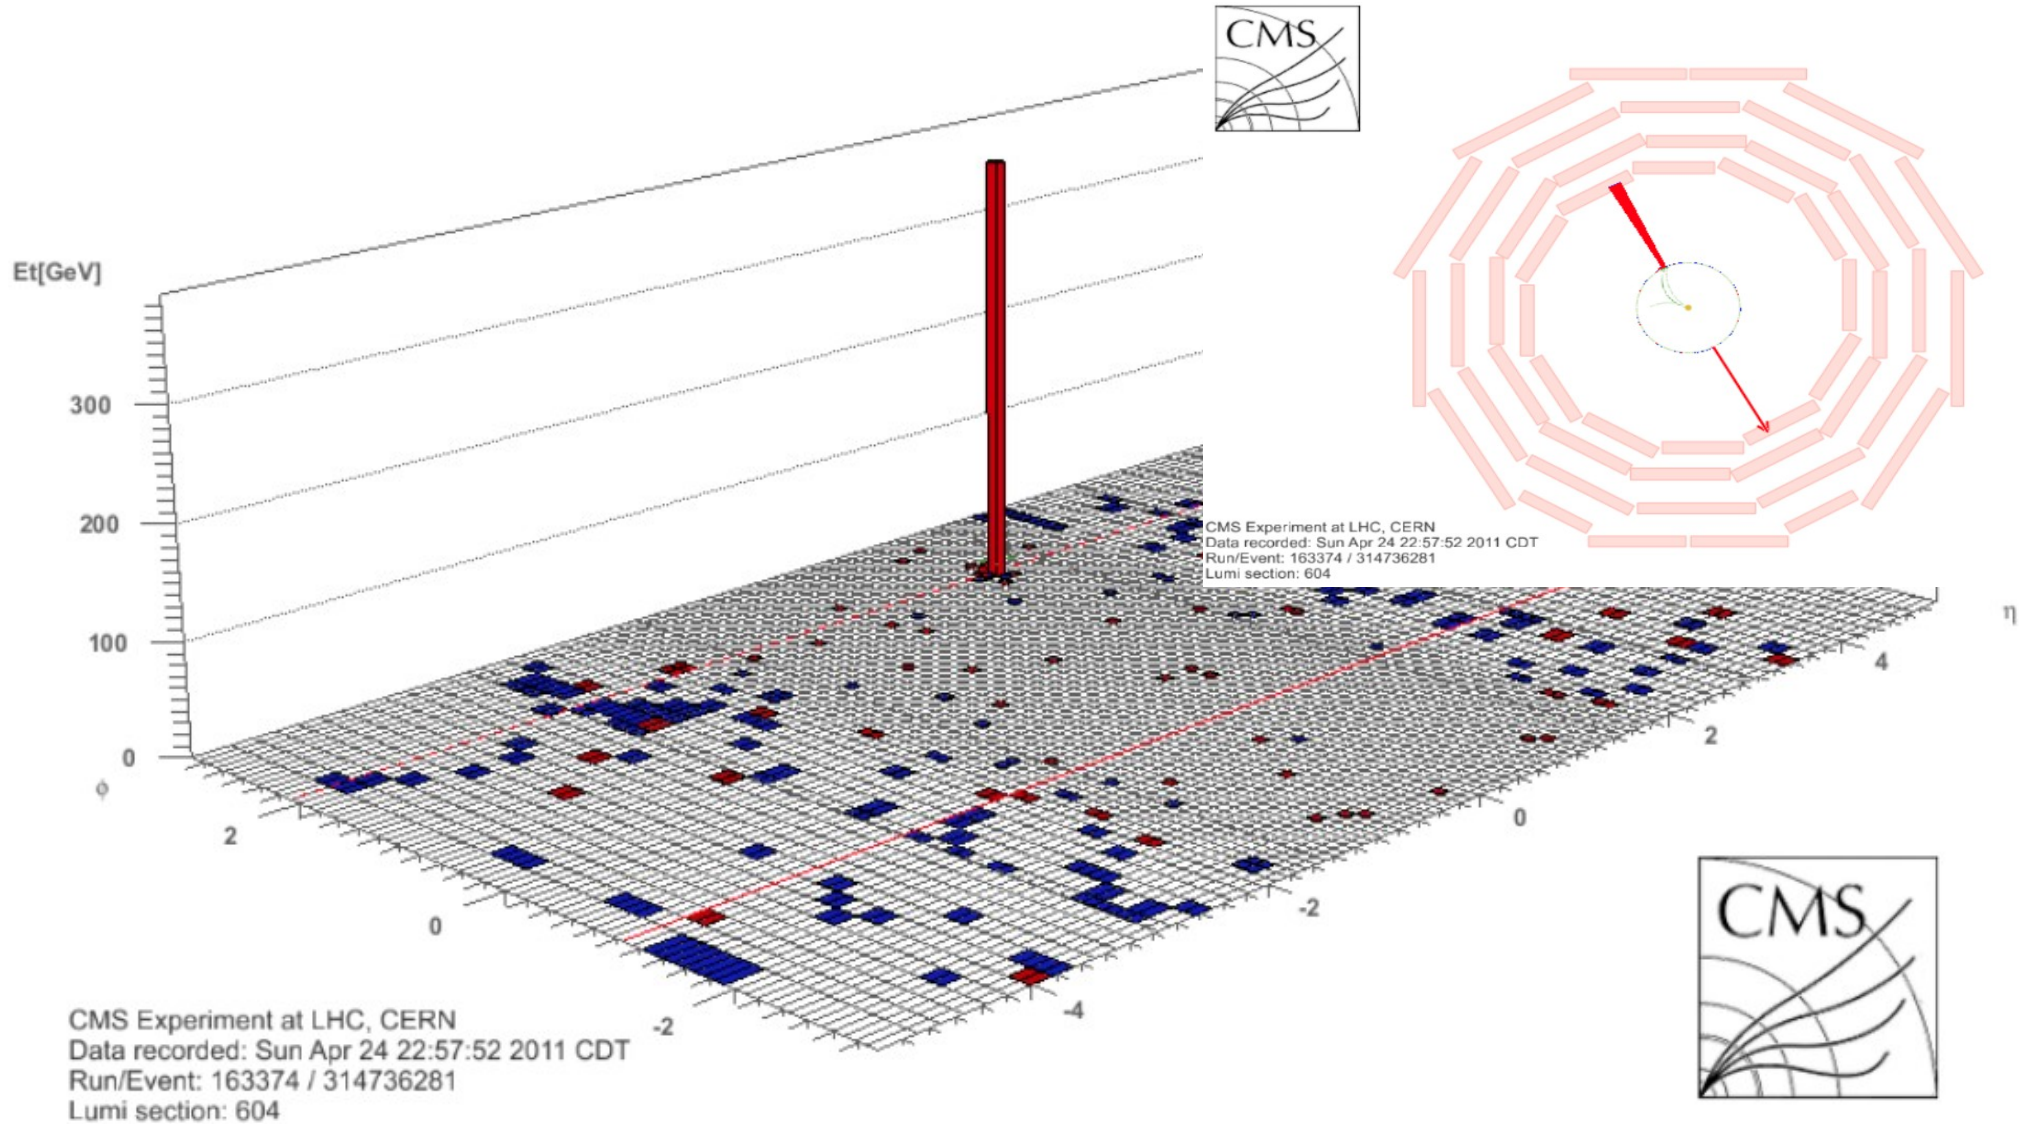 CMS
Et[GeV]
300
200
100
0
ϕ
2
0
-2
-4
-2
0
2
4
η
CMS Experiment at LHC, CERN
Data recorded: Sun Apr 24 22:57:52 2011 CDT
Run/Event: 163374 / 314736281
Lumi section: 604
CMS Experiment at LHC, CERN
Data recorded: Sun Apr 24 22:57:52 2011 CDT
Run/Event: 163374 / 314736281
Lumi section: 604
CMS